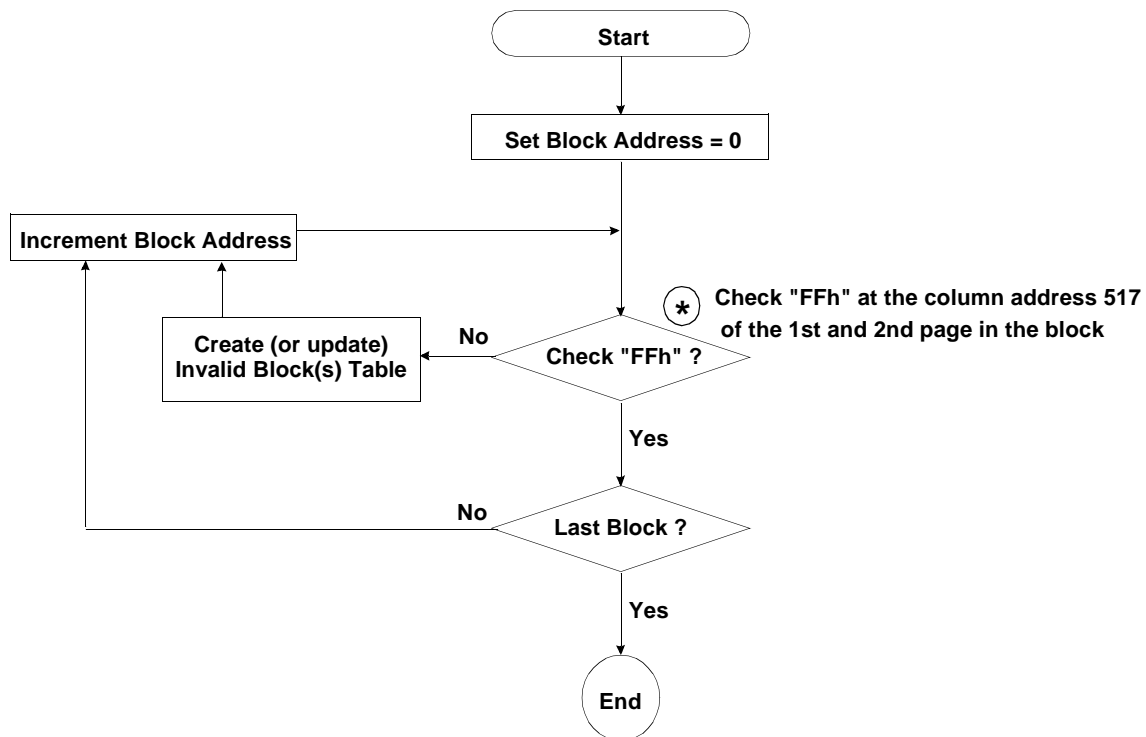 Start
Set Block Address = 0
Increment Block Address
* Check "FFh" at the column address 517
of the 1st and 2nd page in the block
No
Create (or update)
Invalid Block(s) Table
Check "FFh" ?
Yes
No
Last Block ?
Yes
End